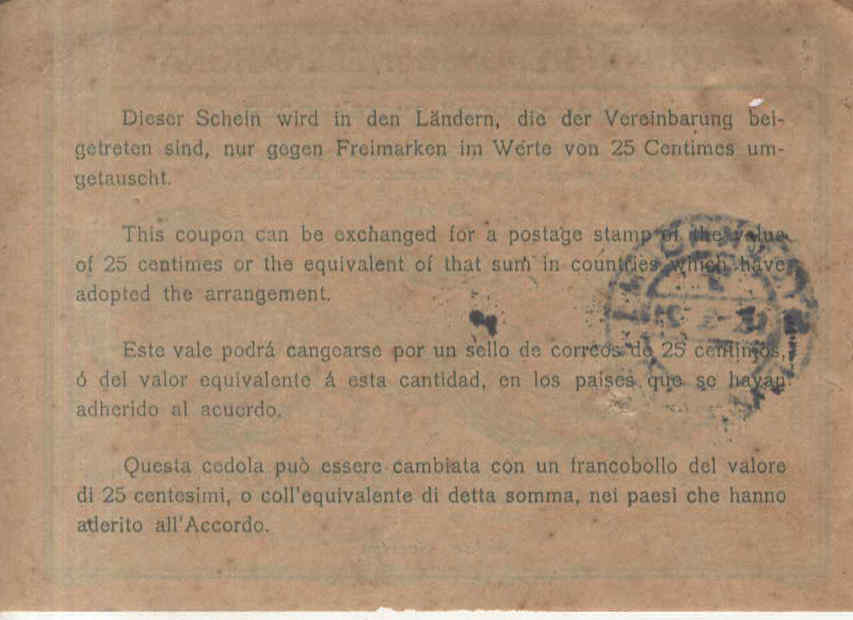 Dieser Schein wird in den Ländern, die der Vereinbarung bei-
getreten sind, nur gegen Freimarken im Werte von 25 Centimes um-
getauscht.
This coupon can be exchanged for a postage stamp of the value
of 25 centimes or the equivalent of that sum in countries which have
adopted the arrangement.
Este vale podrá cangearse por un sello de correos de 25 centimos,
ó del valor equivalente á esta cantidad, en los paises que se hayan
adherido al acuerdo.
Questa cedola può essere cambiata con un francobollo del valore
di 25 centesimi, o coll'equivalente di detta somma, nei paesi che hanno
aderito all'Accordo.